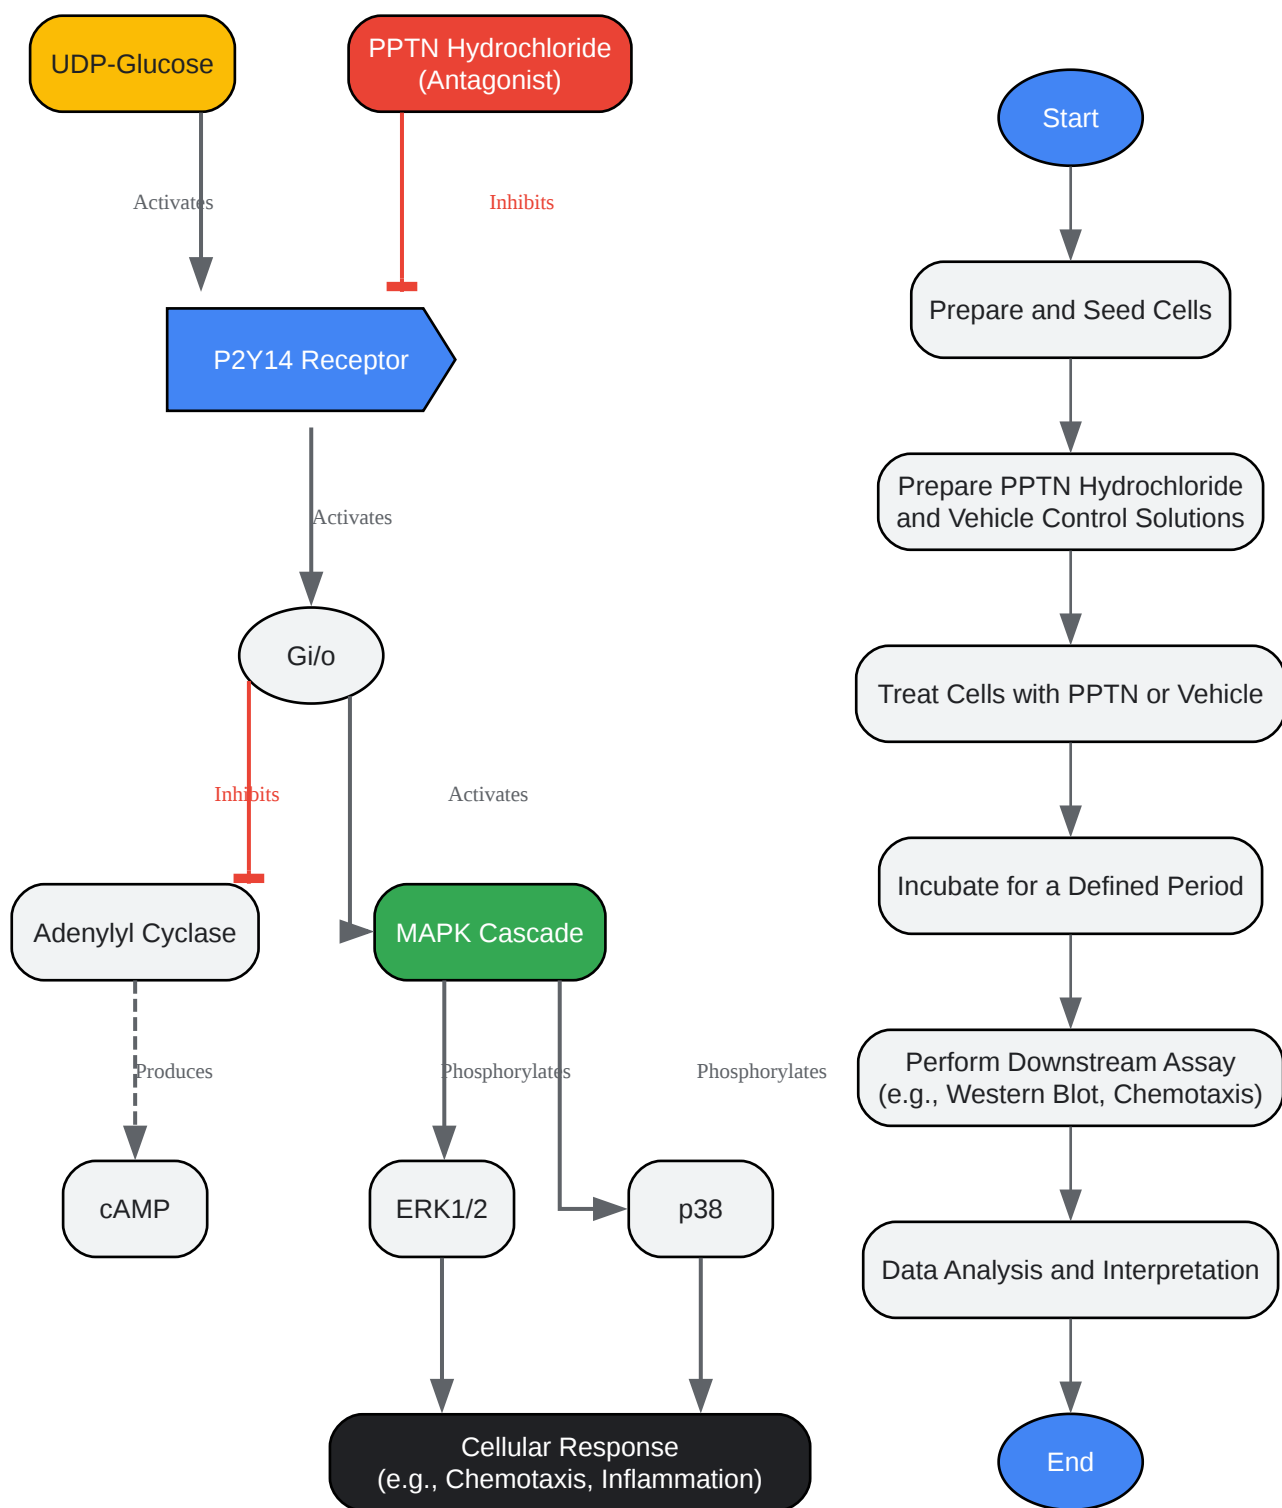 UDP-Glucose
PPTN Hydrochloride
(Antagonist)
Activates
Inhibits
P2Y14 Receptor
Activates
Gi/o
Inhibits
Activates
Adenylyl Cyclase
MAPK Cascade
Produces
Phosphorylates
Phosphorylates
cAMP
ERK1/2
p38
Cellular Response
(e.g., Chemotaxis, Inflammation)
Start
Prepare and Seed Cells
Prepare PPTN Hydrochloride
and Vehicle Control Solutions
Treat Cells with PPTN or Vehicle
Incubate for a Defined Period
Perform Downstream Assay
(e.g., Western Blot, Chemotaxis)
Data Analysis and Interpretation
End